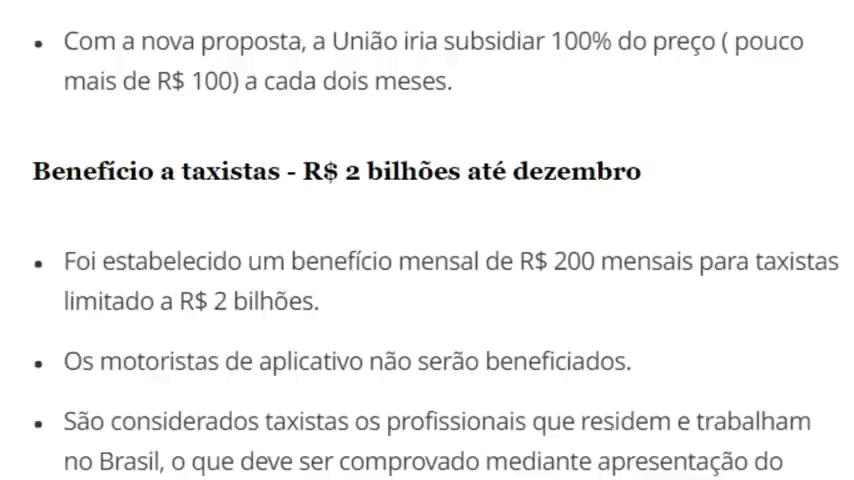 • Com a nova proposta, a União iria subsidiar 100% do preço ( pouco
mais de R$ 100) a cada dois meses.
Benefício a taxistas - R$ 2 bilhões até dezembro
• Foi estabelecido um benefício mensal de R$ 200 mensais para taxistas
limitado a R$ 2 bilhões.
• Os motoristas de aplicativo não serão beneficiados.
• São considerados taxistas os profissionais que residem e trabalham
no Brasil, o que deve ser comprovado mediante apresentação do